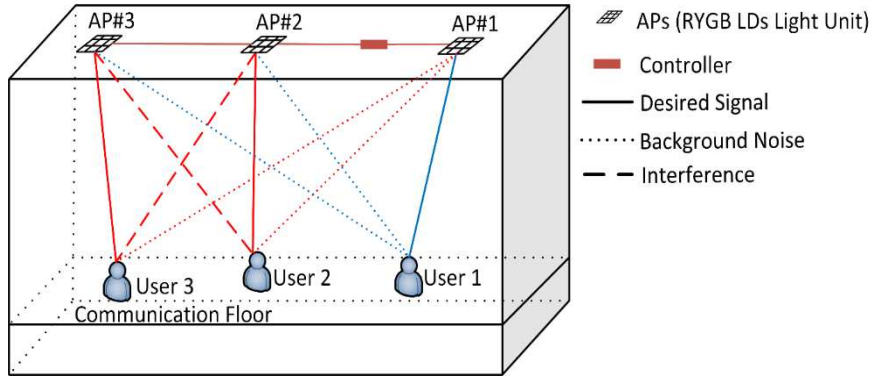 AP#3
AP#2
AP#1
User 3
User 2
User 1
Communication Floor
APs (RYGB LDs Light Unit)
Controller
Desired Signal
Background Noise
Interference